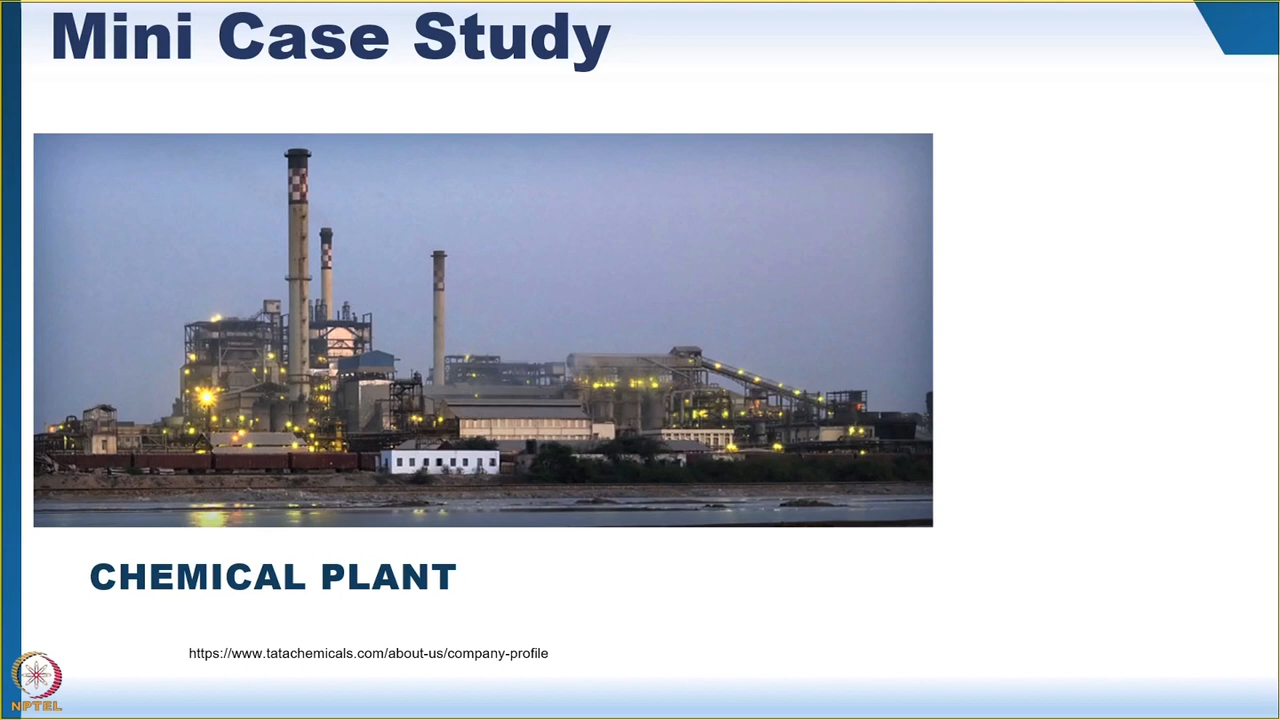 Mini Case Study
CHEMICAL PLANT
https://www.tatachemicals.com/about-us/company-profile
NPTEL